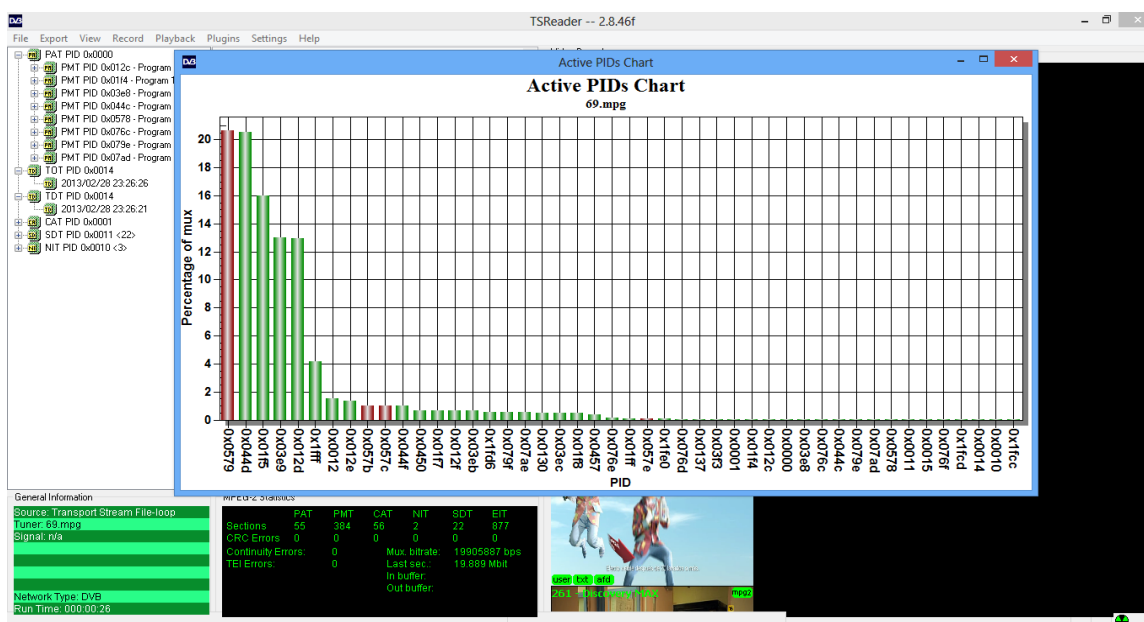 DVB
TSReader -- 2.8.46f
File Export View Record Playback Plugins Settings Help
PAT PID 0x0000
PMT PID 0x012c - Program
PMT PID 0x01f4 - Program 1
PMT PID 0x03e8 - Program
PMT PID 0x044c - Program
PMT PID 0x0578 - Program
PMT PID 0x076c - Program
PMT PID 0x079e - Program
PMT PID 0x07ad - Program
TOT PID 0x0014
2013/02/28 23:26:26
TDT PID 0x0014
2013/02/28 23:26:21
CAT PID 0x0001
SDT PID 0x0011 <22>
NIT PID 0x0010 <3>
DVB
Active PIDs Chart
Active PIDs Chart
69.mpg
Percentage of mux
20
18
16
14
12
10
8
6
4
2
0
0x0579 0x044d 0x01f5 0x03e9 0x012d 0x1fff 0x0012 0x012e 0x057b 0x057c 0x044f 0x0450 0x01f7 0x012f 0x03eb 0x1fd6 0x079f 0x07ae 0x0130 0x03ec 0x01f8 0x0457 0x076e 0x01ff 0x057e 0x1fe0 0x076d 0x0137 0x03f3 0x0001 0x01f4 0x012c 0x0000 0x03e8 0x076c 0x044c 0x079e 0x07ad 0x0578 0x0011 0x0015 0x076f 0x1fcd 0x0014 0x0010 0x1fcc
PID
General Information
Source: Transport Stream File-loop
Tuner: 69.mpg
Signal: n/a
Network Type: DVB
Run Time: 000:00:26
MPEG-2 Statistics
PAT PMT CAT NIT SDT EIT
Sections 55 384 56 2 22 877
CRC Errors 0 0 0 0 0 0
Continuity Errors: 0 Mux. bitrate: 19905887 bps
TEI Errors: 0 Last sec.: 19.889 Mbit
In buffer:
Out buffer:
user txt afd
261 - Discovery MAX
mpg2